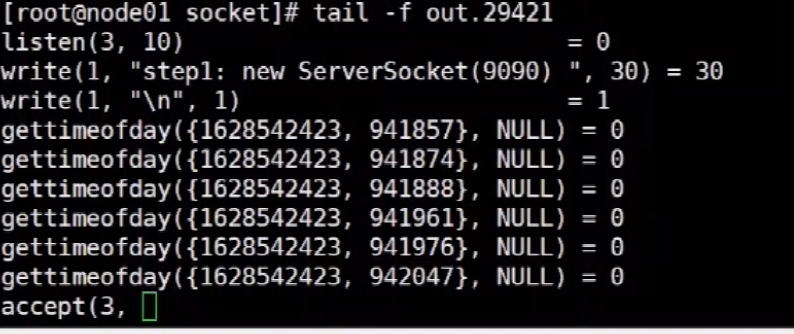 [root@node01 socket]# tail -f out.29421
listen(3, 10)                           = 0
write(1, "step1: new ServerSocket(9090) ", 30) = 30
write(1, "\n", 1)                       = 1
gettimeofday({1628542423, 941857}, NULL) = 0
gettimeofday({1628542423, 941874}, NULL) = 0
gettimeofday({1628542423, 941888}, NULL) = 0
gettimeofday({1628542423, 941961}, NULL) = 0
gettimeofday({1628542423, 941976}, NULL) = 0
gettimeofday({1628542423, 942047}, NULL) = 0
accept(3,